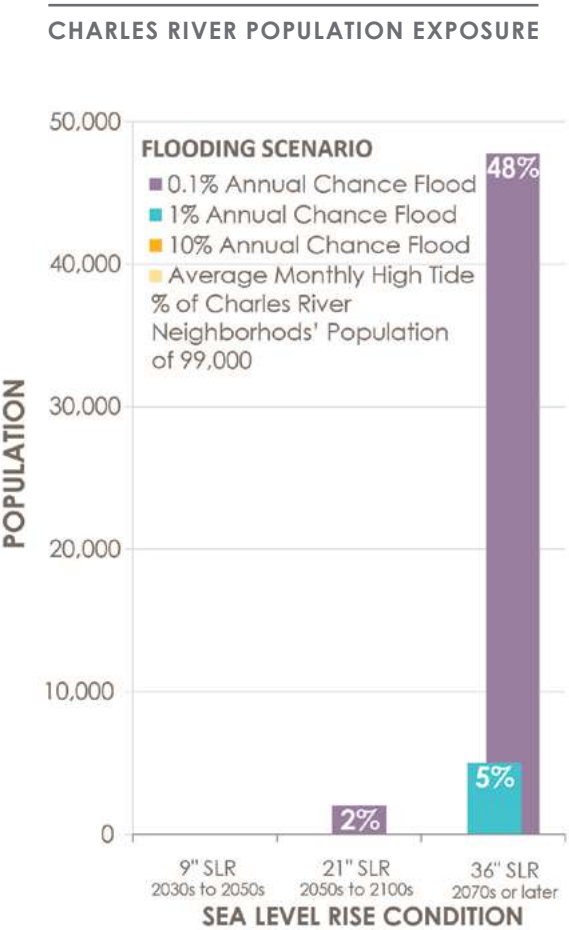 CHARLES RIVER POPULATION EXPOSURE
50,000
FLOODING SCENARIO
0.1% Annual Chance Flood
48%
1% Annual Chance Flood
10% Annual Chance Flood
40,000
Average Monthly High Tide
% of Charles River
Neighborhods' Population
of 99,000
POPULATION
30,000
20,000
10,000
5%
2%
0
9" SLR
21" SLR
36" SLR
2030s to 2050s
2050s to 2100s
2070s or later
SEA LEVEL RISE CONDITION